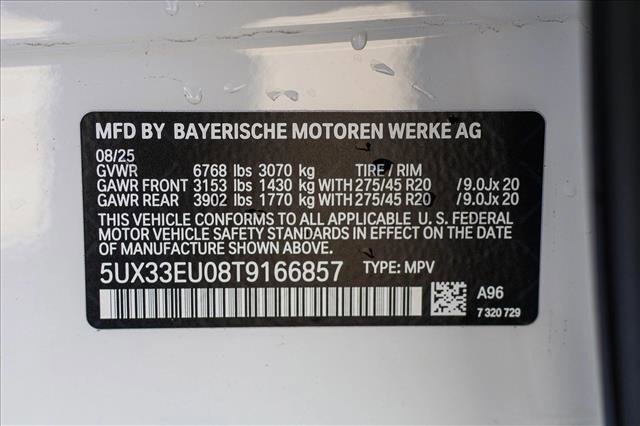 MFD BY BAYERISCHE MOTOREN WERKE AG
08/25
GVWR 6768 lbs 3070 kg TIRE / RIM
GAWR FRONT 3153 lbs 1430 kg WITH 275/45 R20 /9.0Jx 20
GAWR REAR 3902 lbs 1770 kg WITH 275/45 R20 /9.0Jx 20
THIS VEHICLE CONFORMS TO ALL APPLICABLE U. S. FEDERAL
MOTOR VEHICLE SAFETY STANDARDS IN EFFECT ON THE DATE
OF MANUFACTURE SHOWN ABOVE.
5UX33EU08T9166857 TYPE: MPV
A96
7 320 729